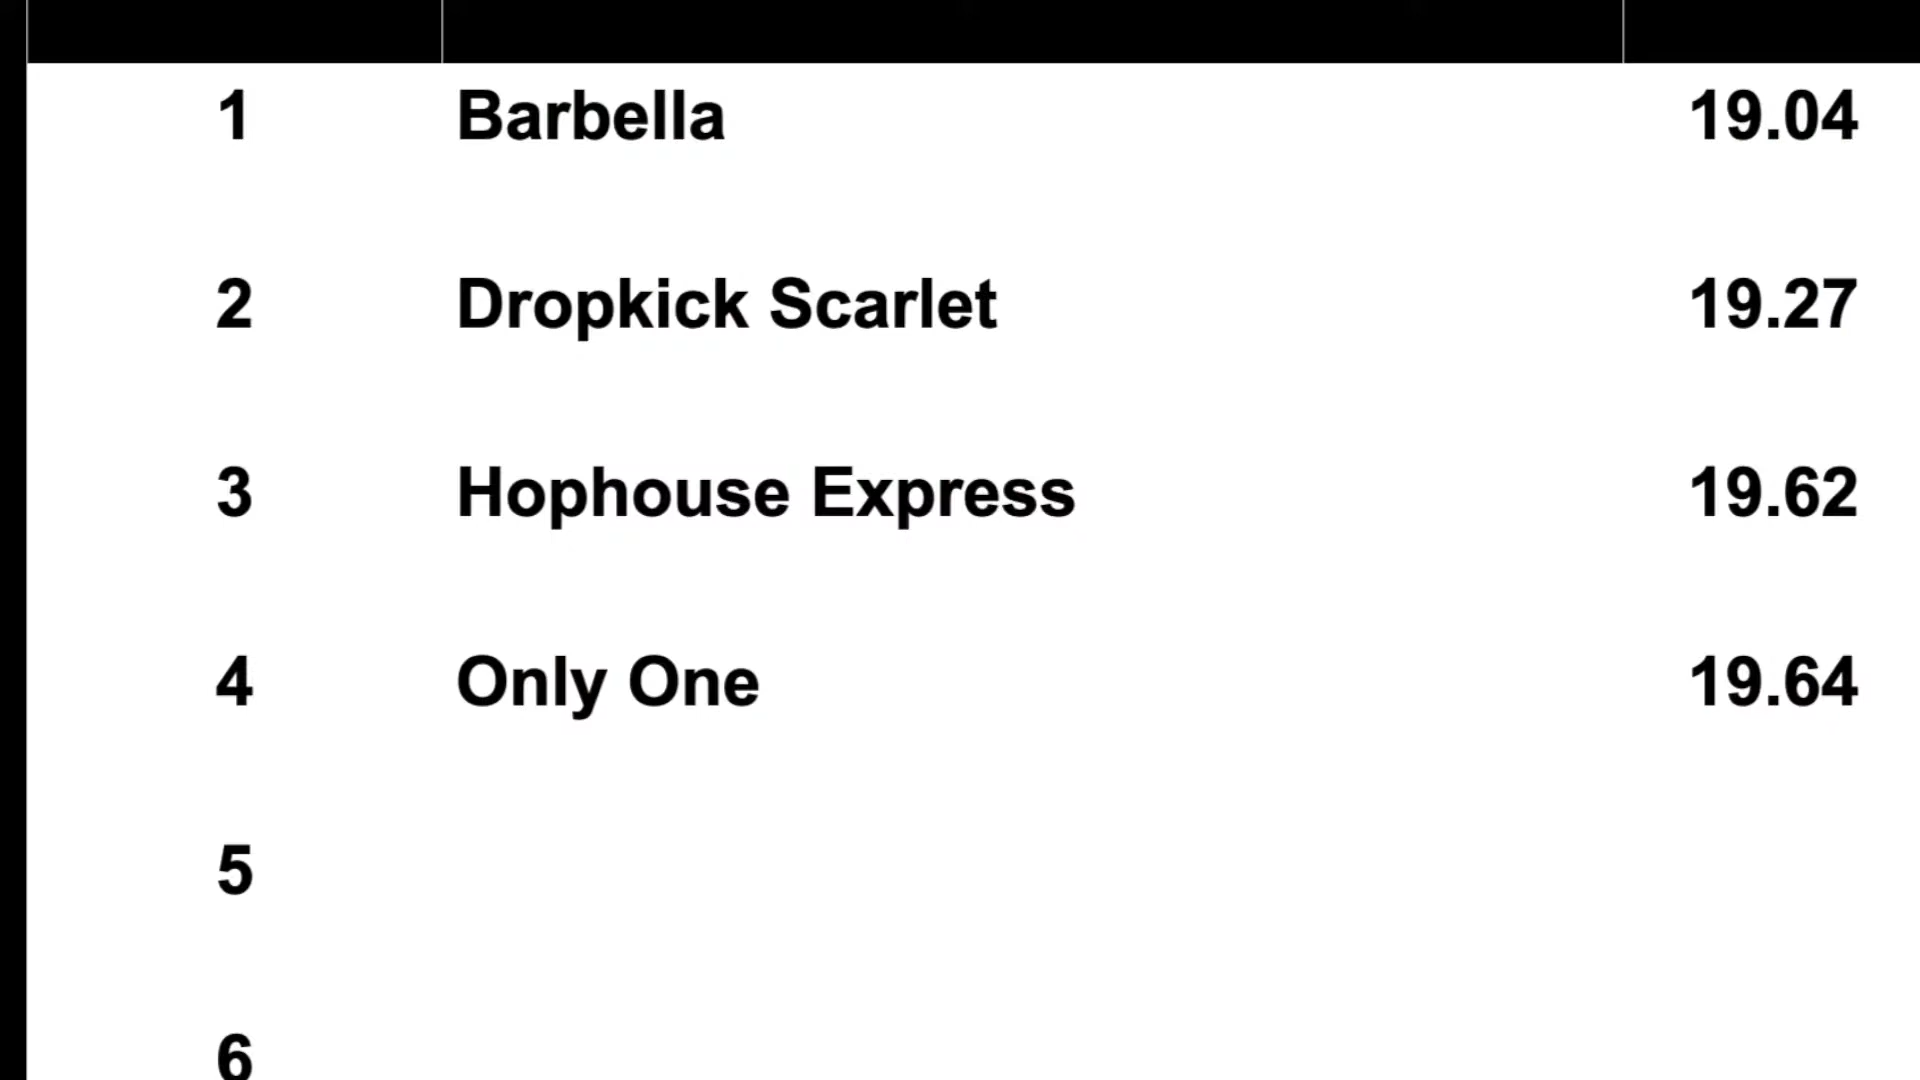 1 Barbella 19.04
2 Dropkick Scarlet 19.27
3 Hophouse Express 19.62
4 Only One 19.64
5
6